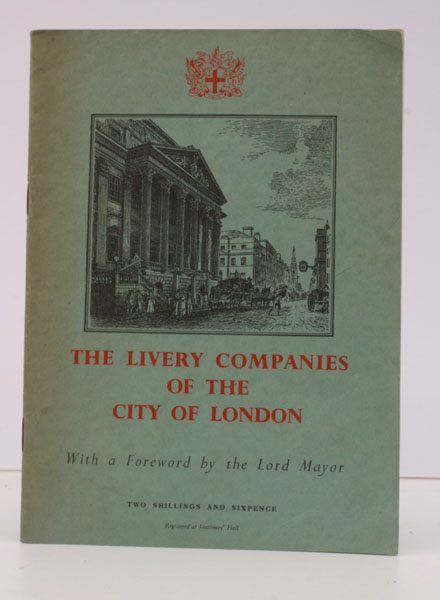 THE LIVERY COMPANIES
OF THE
CITY OF LONDON
With a Foreword by the Lord Mayor
TWO SHILLINGS AND SIXPENCE
Registered at Stationers' Hall